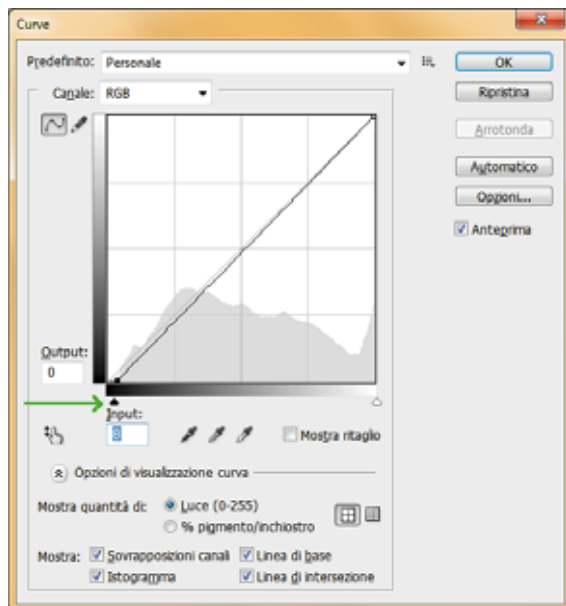 Curve
Predefinito: Personale
OK
Canale: RGB
Ripristina
Arrotonda
Automatico
Opzioni...
Anteprima
Output:
0
Input:
8
Mostra ritaglio
Opzioni di visualizzazione curva
Mostra quantità di: Luce (0-255)
% pigmento/inchiostro
Mostra: Sovrapposizioni canali Linea di base
Istogramma Linea di intersezione